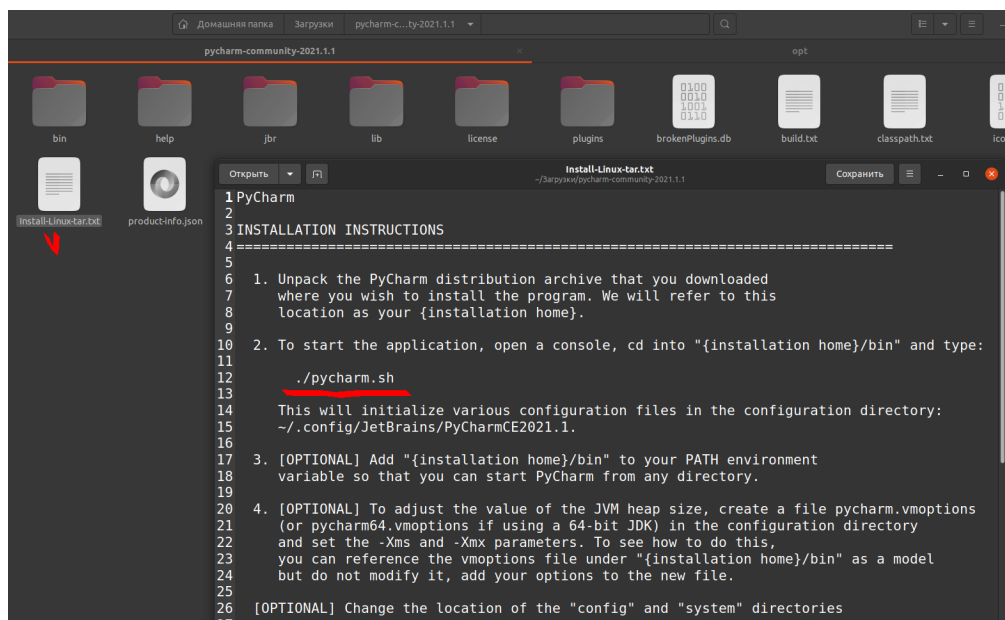 Домашняя папка Загрузки pycharm-c…ty-2021.1.1
pycharm-community-2021.1.1 × opt
0100
0010
1001
0110
bin help jbr lib license plugins brokenPlugins.db build.txt classpath.txt ico
Install-Linux-tar.txt product-info.json
Открыть Install-Linux-tar.txt Сохранить
~/Загрузки/pycharm-community-2021.1.1
1 PyCharm
2
3 INSTALLATION INSTRUCTIONS
4 ===============================================================================
5
6 1. Unpack the PyCharm distribution archive that you downloaded
7 where you wish to install the program. We will refer to this
8 location as your {installation home}.
9
10 2. To start the application, open a console, cd into "{installation home}/bin" and type:
11
12 ./pycharm.sh
13
14 This will initialize various configuration files in the configuration directory:
15 ~/.config/JetBrains/PyCharmCE2021.1.
16
17 3. [OPTIONAL] Add "{installation home}/bin" to your PATH environment
18 variable so that you can start PyCharm from any directory.
19
20 4. [OPTIONAL] To adjust the value of the JVM heap size, create a file pycharm.vmoptions
21 (or pycharm64.vmoptions if using a 64-bit JDK) in the configuration directory
22 and set the -Xms and -Xmx parameters. To see how to do this,
23 you can reference the vmoptions file under "{installation home}/bin" as a model
24 but do not modify it, add your options to the new file.
25
26 [OPTIONAL] Change the location of the "config" and "system" directories